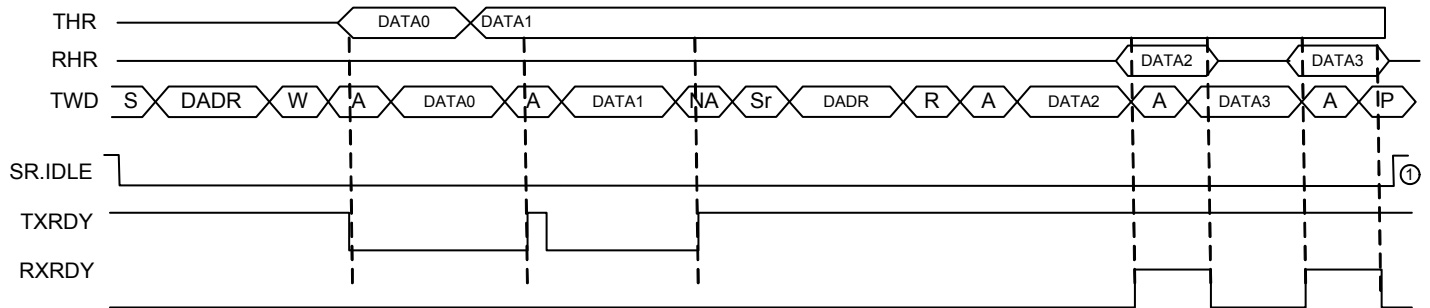 THR DATA0 DATA1
RHR DATA2 DATA3
TWD S DADR W A DATA0 A DATA1 NA Sr DADR R A DATA2 A DATA3 A P
SR.IDLE 1
TXRDY
RXRDY